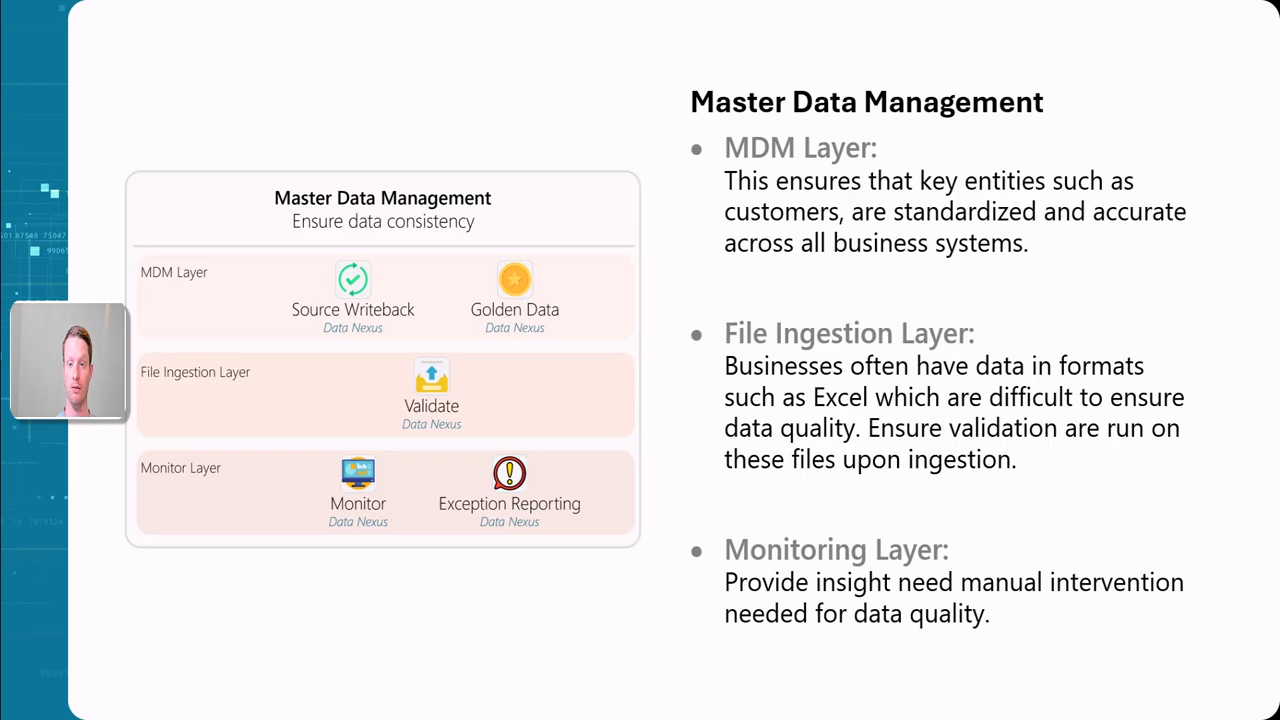 Master Data Management
Ensure data consistency
MDM Layer
Source Writeback
Data Nexus
Golden Data
Data Nexus
File Ingestion Layer
Validate
Data Nexus
Monitor Layer
Monitor
Data Nexus
Exception Reporting
Data Nexus
Master Data Management
• MDM Layer:
This ensures that key entities such as
customers, are standardized and accurate
across all business systems.
• File Ingestion Layer:
Businesses often have data in formats
such as Excel which are difficult to ensure
data quality. Ensure validation are run on
these files upon ingestion.
• Monitoring Layer:
Provide insight need manual intervention
needed for data quality.